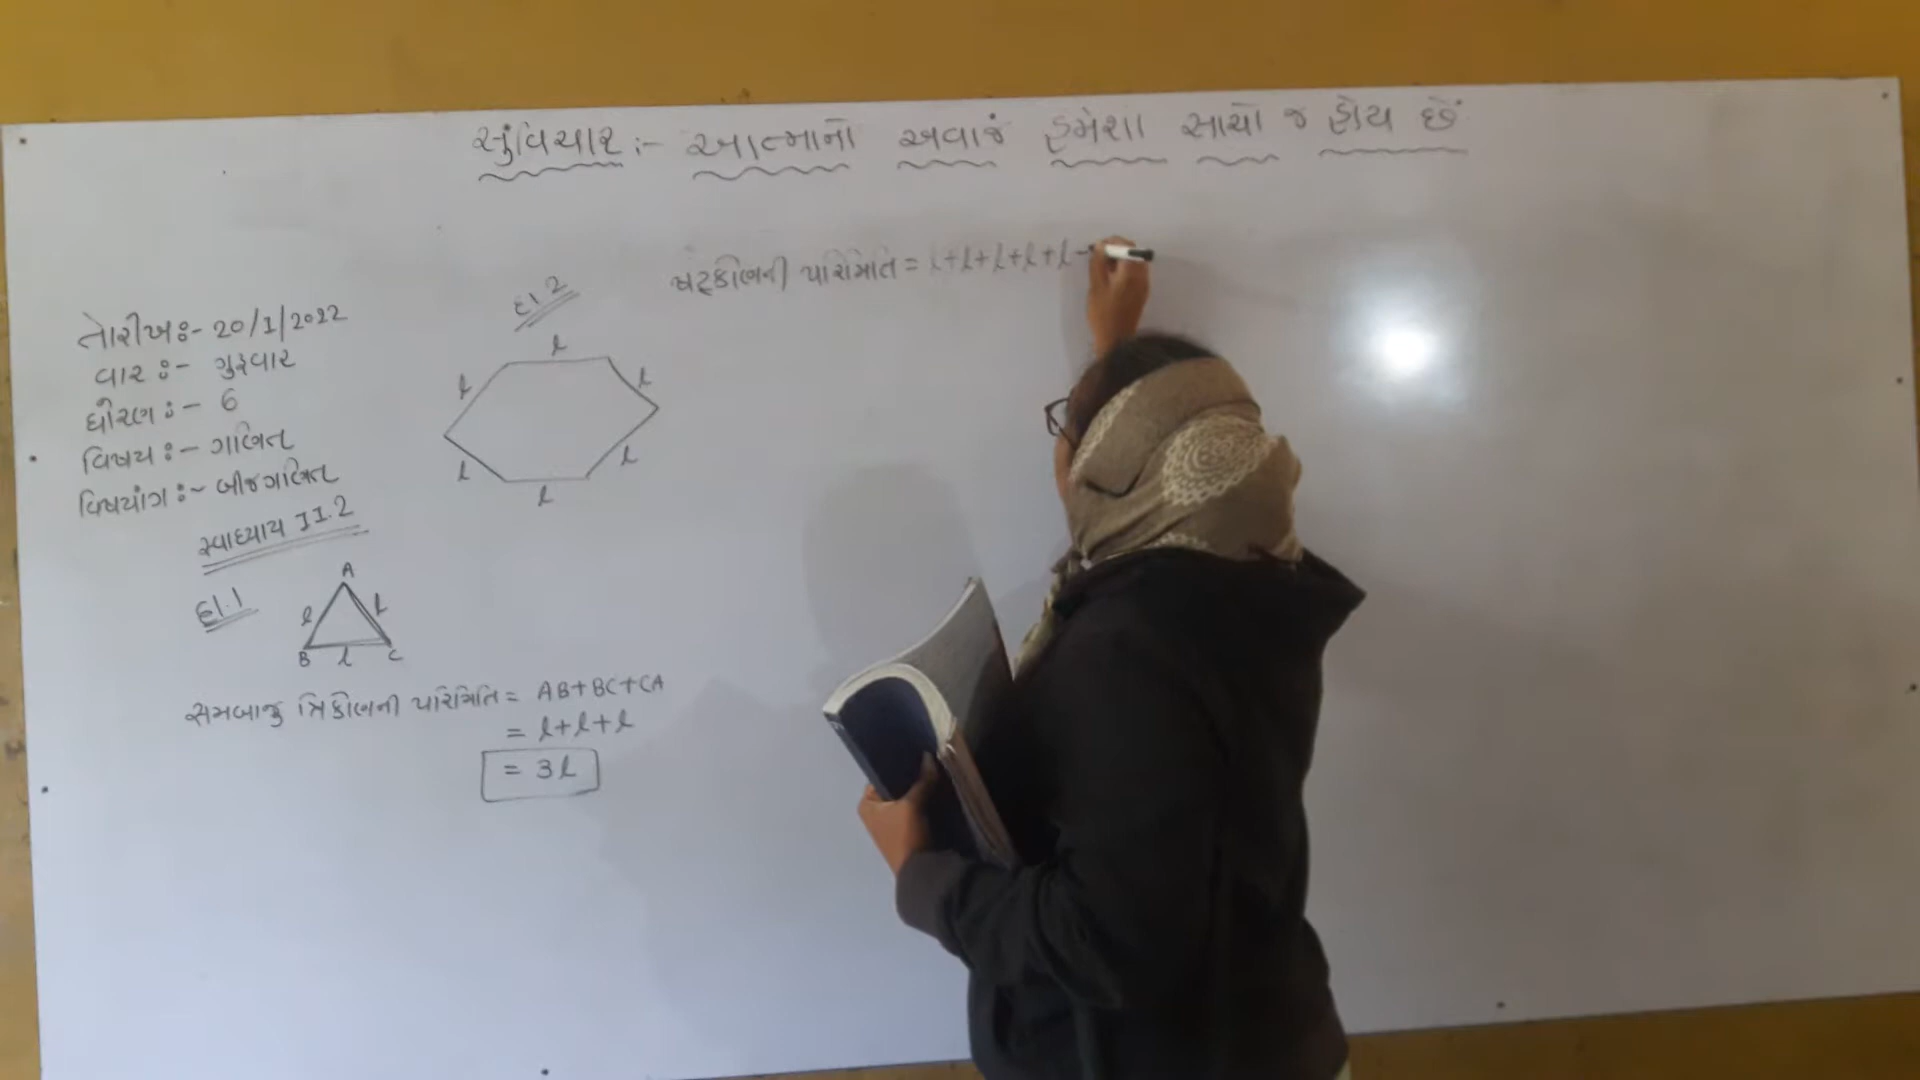 સુંવિચાર :- આત્માનો અવાજં હમેશા સાચો જ હોય છેં
તોરીખઃ- 20/1/2022
વાર :- ગુરૂવાર
ધોરણ :- 6
વિષય :- ગણિત
વિષયાંગ :- બીજગણિત
સ્વાધ્યાય 11.2
દા.1
A
l
l
B
l
C
સમબાજુ ત્રિકોણની પરિમિતિ = AB+BC+CA
= l+l+l
= 3l
દા.2
l
l
l
l
l
l
ષટ્કોણની પરિમિતિ = l+l+l+l+l